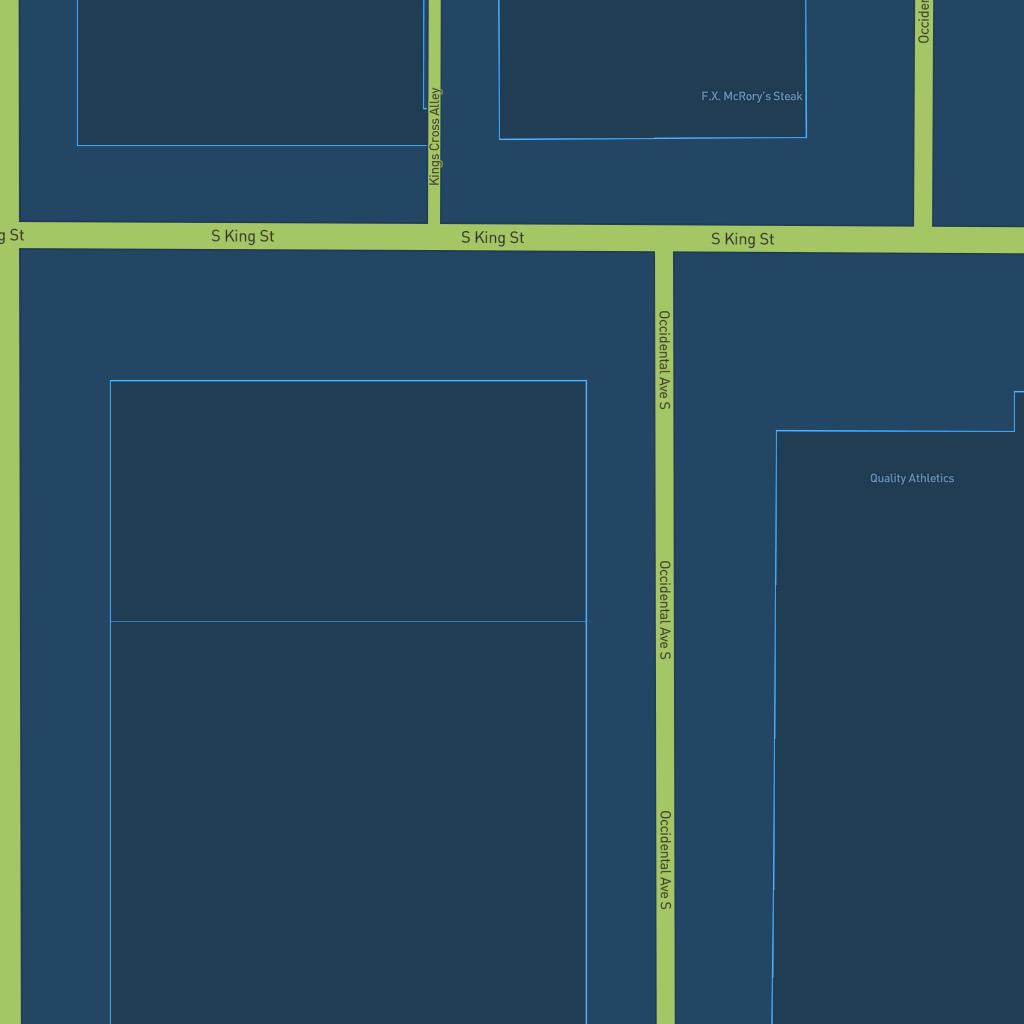 Occiden
F.X. McRory's Steak
Kings Cross Alley
g St
S King St
S King St
S King St
Occidental Ave S
Quality Athletics
Occidental Ave S
Occidental Ave S